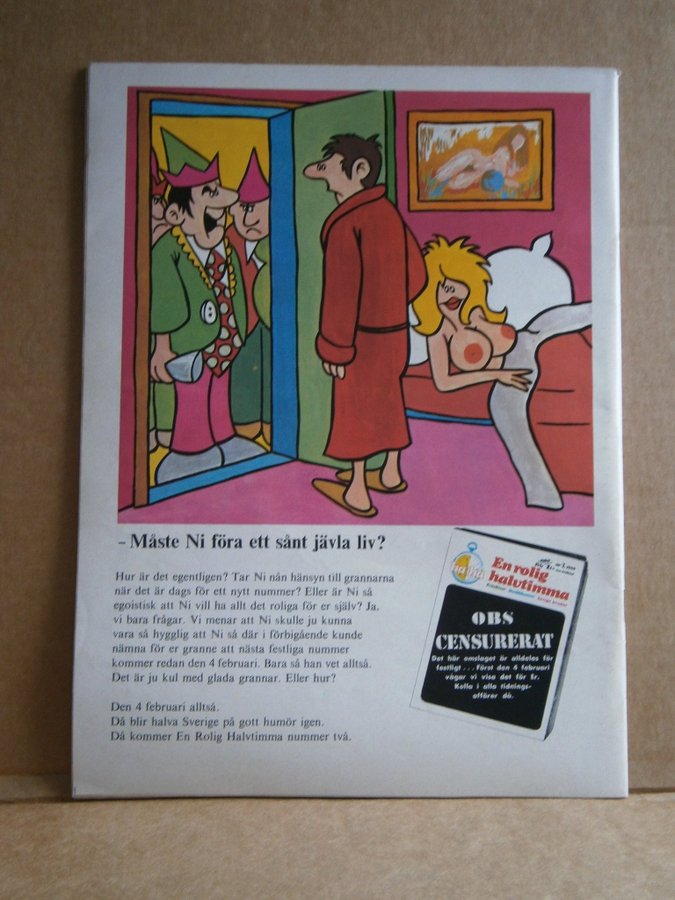 – Måste Ni föra ett sånt jävla liv?
Hur är det egentligen? Tar Ni nån hänsyn till grannarna
när det är dags för ett nytt nummer? Eller är Ni så
egoistisk att Ni vill ha allt det roliga för er själv? Ja,
vi bara frågar. Vi menar att Ni skulle ju kunna
vara så hygglig att Ni så där i förbigående kunde
nämna för er granne att nästa festliga nummer
kommer redan den 4 februari. Bara så han vet alltså.
Det är ju kul med glada grannar. Eller hur?
Den 4 februari alltså.
Då blir halva Sverige på gott humör igen.
Då kommer En Rolig Halvtimma nummer två.
En rolig
halvtimma
OBS
CENSURERAT
Det här omslaget är alldeles för
festligt... Först den 4 februari
vågar vi visa det för Er.
Kolla i alla tidnings-
affärer då.